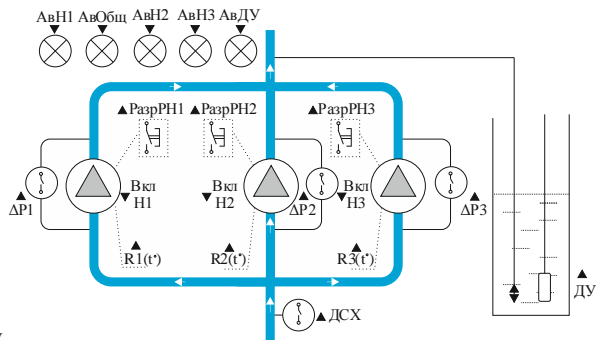 АвН1 АвОбщ АвН2 АвН3 АвДУ
РазрРН1 РазрРН2 РазрРН3
Вкл Н1
Вкл Н2
Вкл Н3
ΔР1 ΔР2 ΔР3
R1(t°) R2(t°) R3(t°)
ДУ
ДСХ